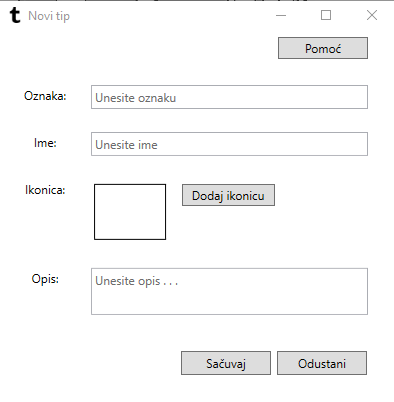 t Novi tip
Pomoć
Oznaka: Unesite oznaku
Ime: Unesite ime
Ikonica: Dodaj ikonicu
Opis: Unesite opis . . .
Sačuvaj Odustani